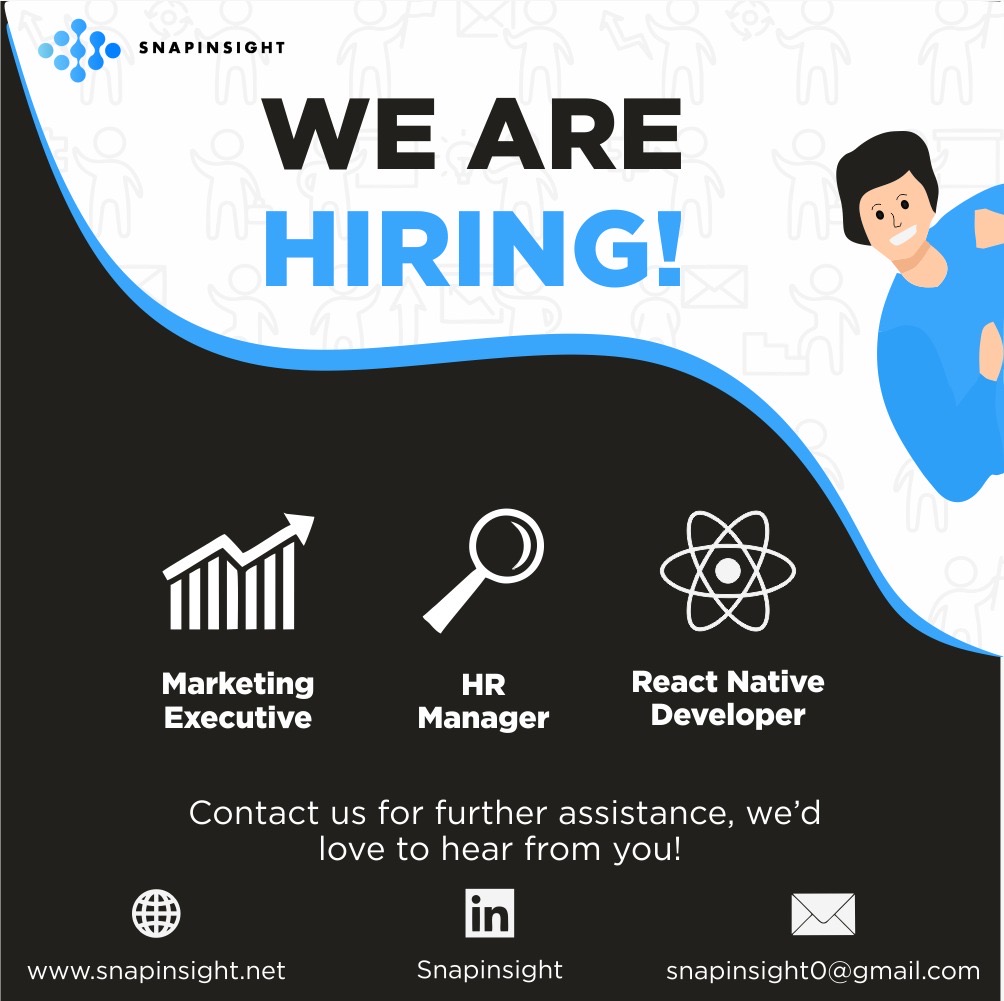 SNAPINSIGHT
WE ARE
HIRING!
Marketing
Executive
HR
Manager
React Native
Developer
Contact us for further assistance, we’d
love to hear from you!
in
www.snapinsight.net
Snapinsight
snapinsight0@gmail.com